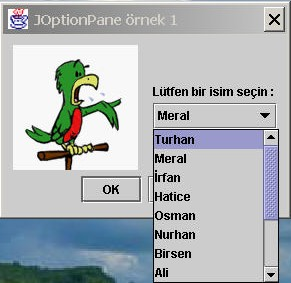 JOptionPane örnek 1
Lütfen bir isim seçin :
Meral
Turhan
Meral
İrfan
Hatice
Osman
Nurhan
Birsen
Ali
OK